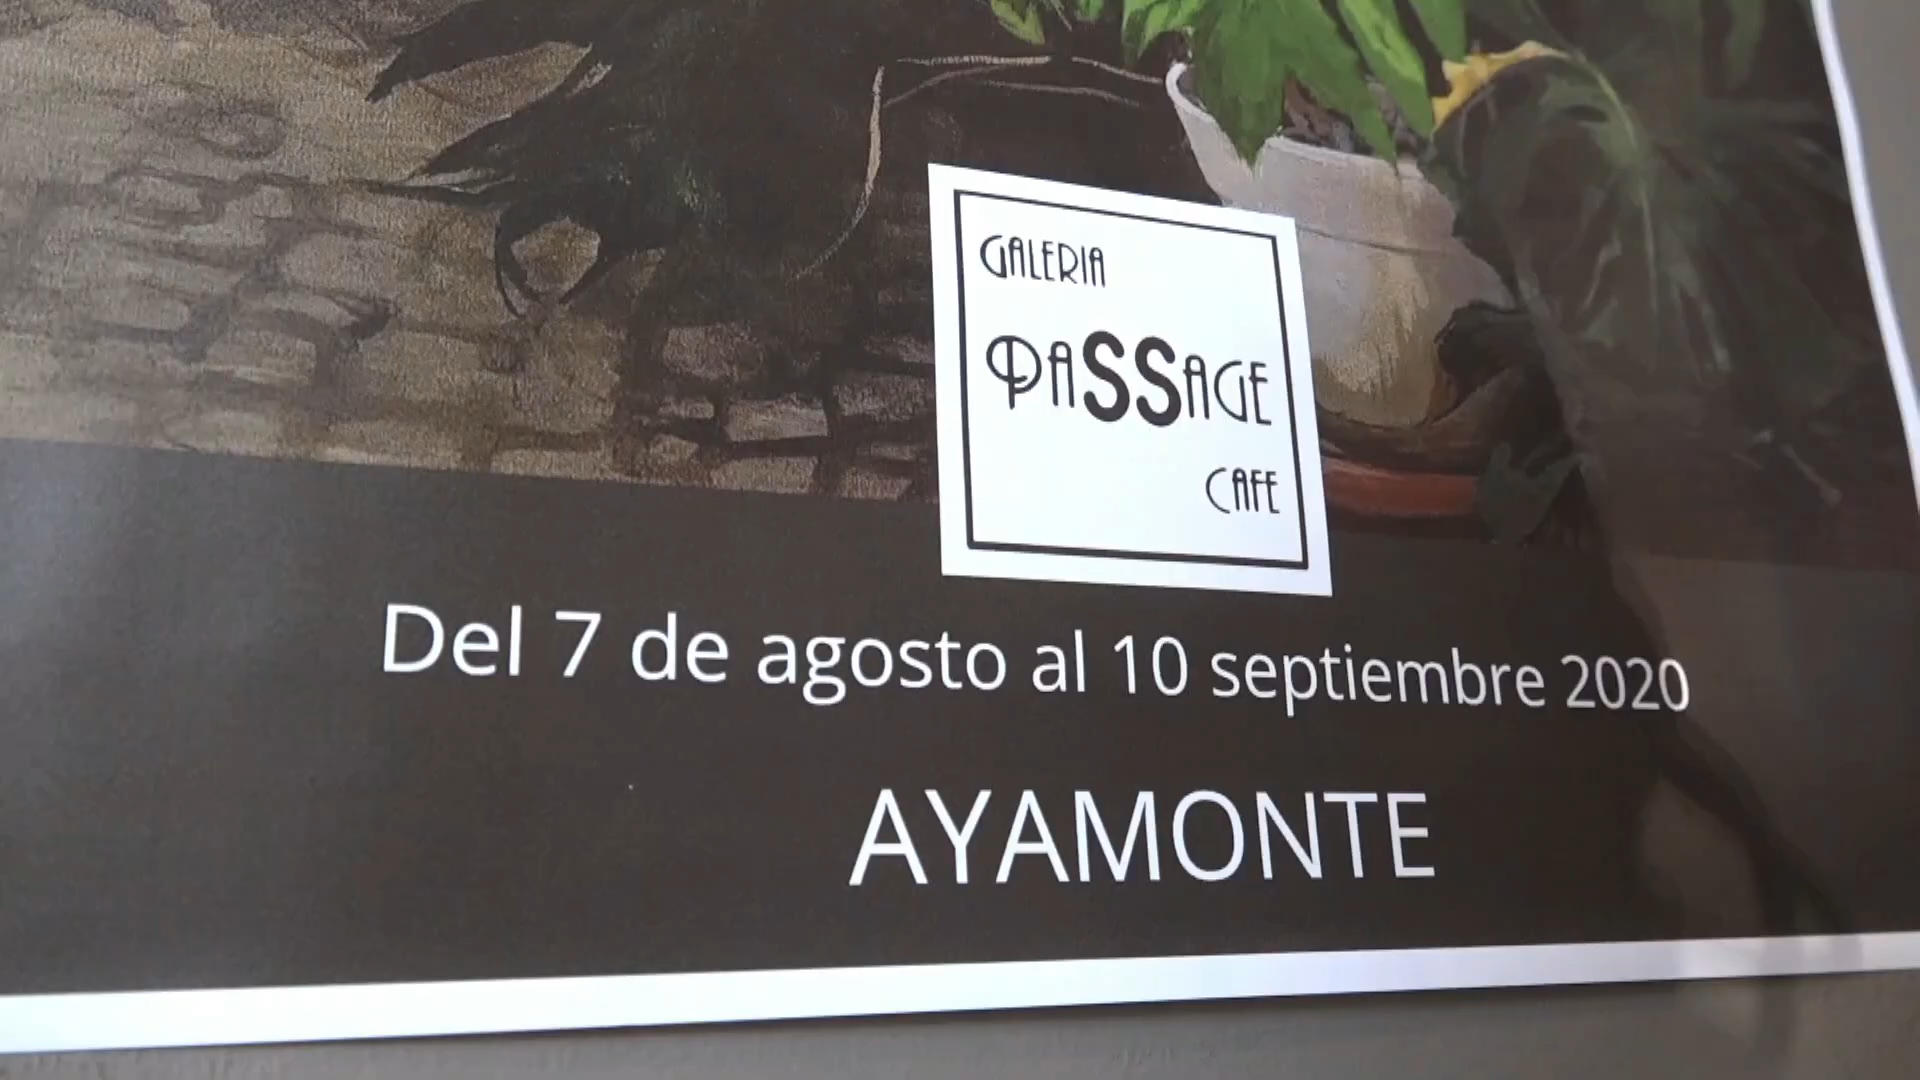 GALERIA
PASSAGE
CAFE
Del 7 de agosto al 10 septiembre 2020
AYAMONTE